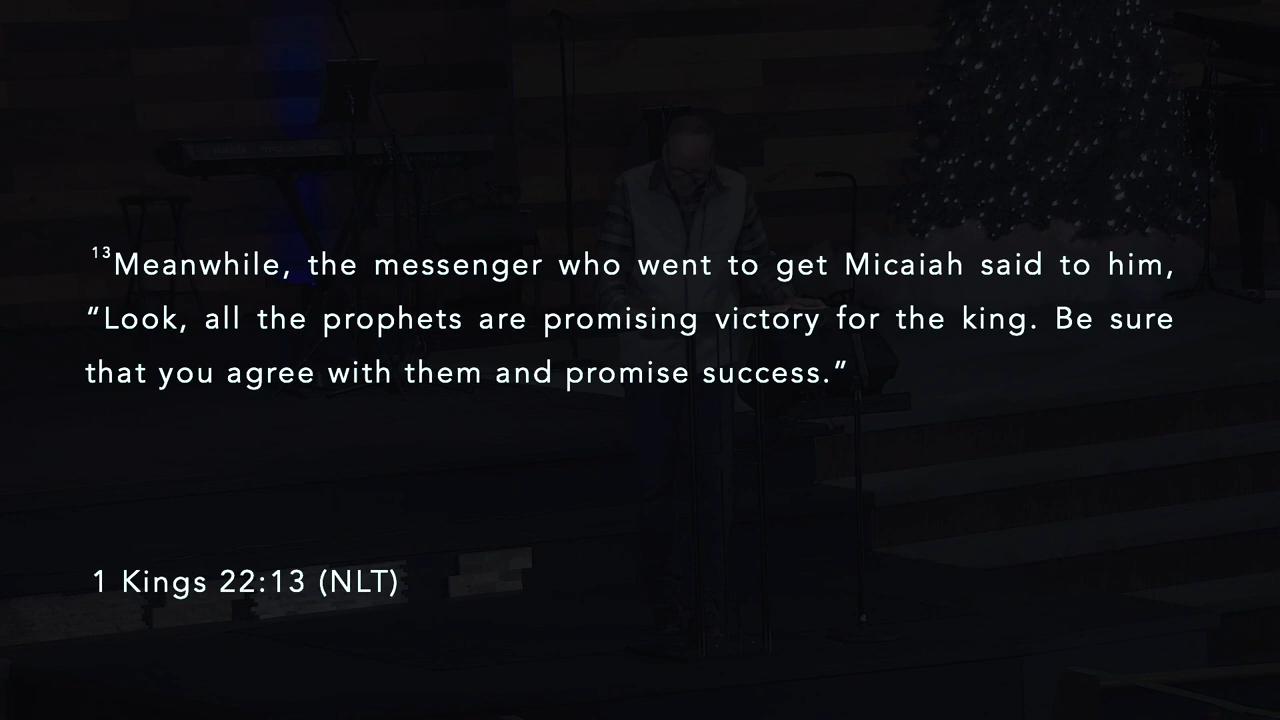 ¹³Meanwhile, the messenger who went to get Micaiah said to him,
“Look, all the prophets are promising victory for the king. Be sure
that you agree with them and promise success.”
1 Kings 22:13 (NLT)